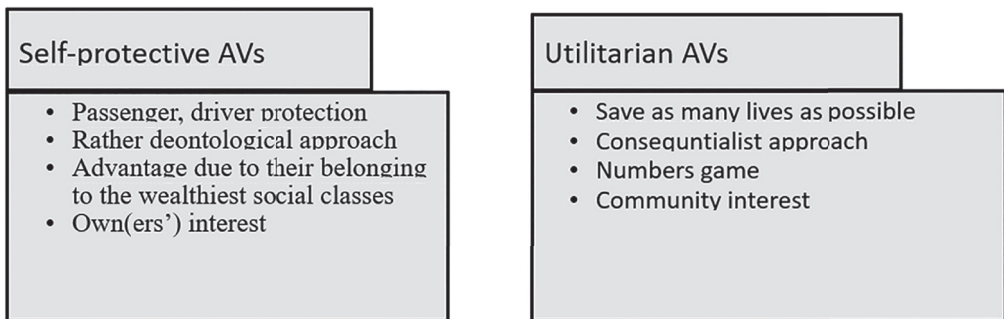 Self-protective AVs
• Passenger, driver protection
• Rather deontological approach
• Advantage due to their belonging
to the wealthiest social classes
• Own(ers’) interest
Utilitarian AVs
• Save as many lives as possible
• Consequntialist approach
• Numbers game
• Community interest